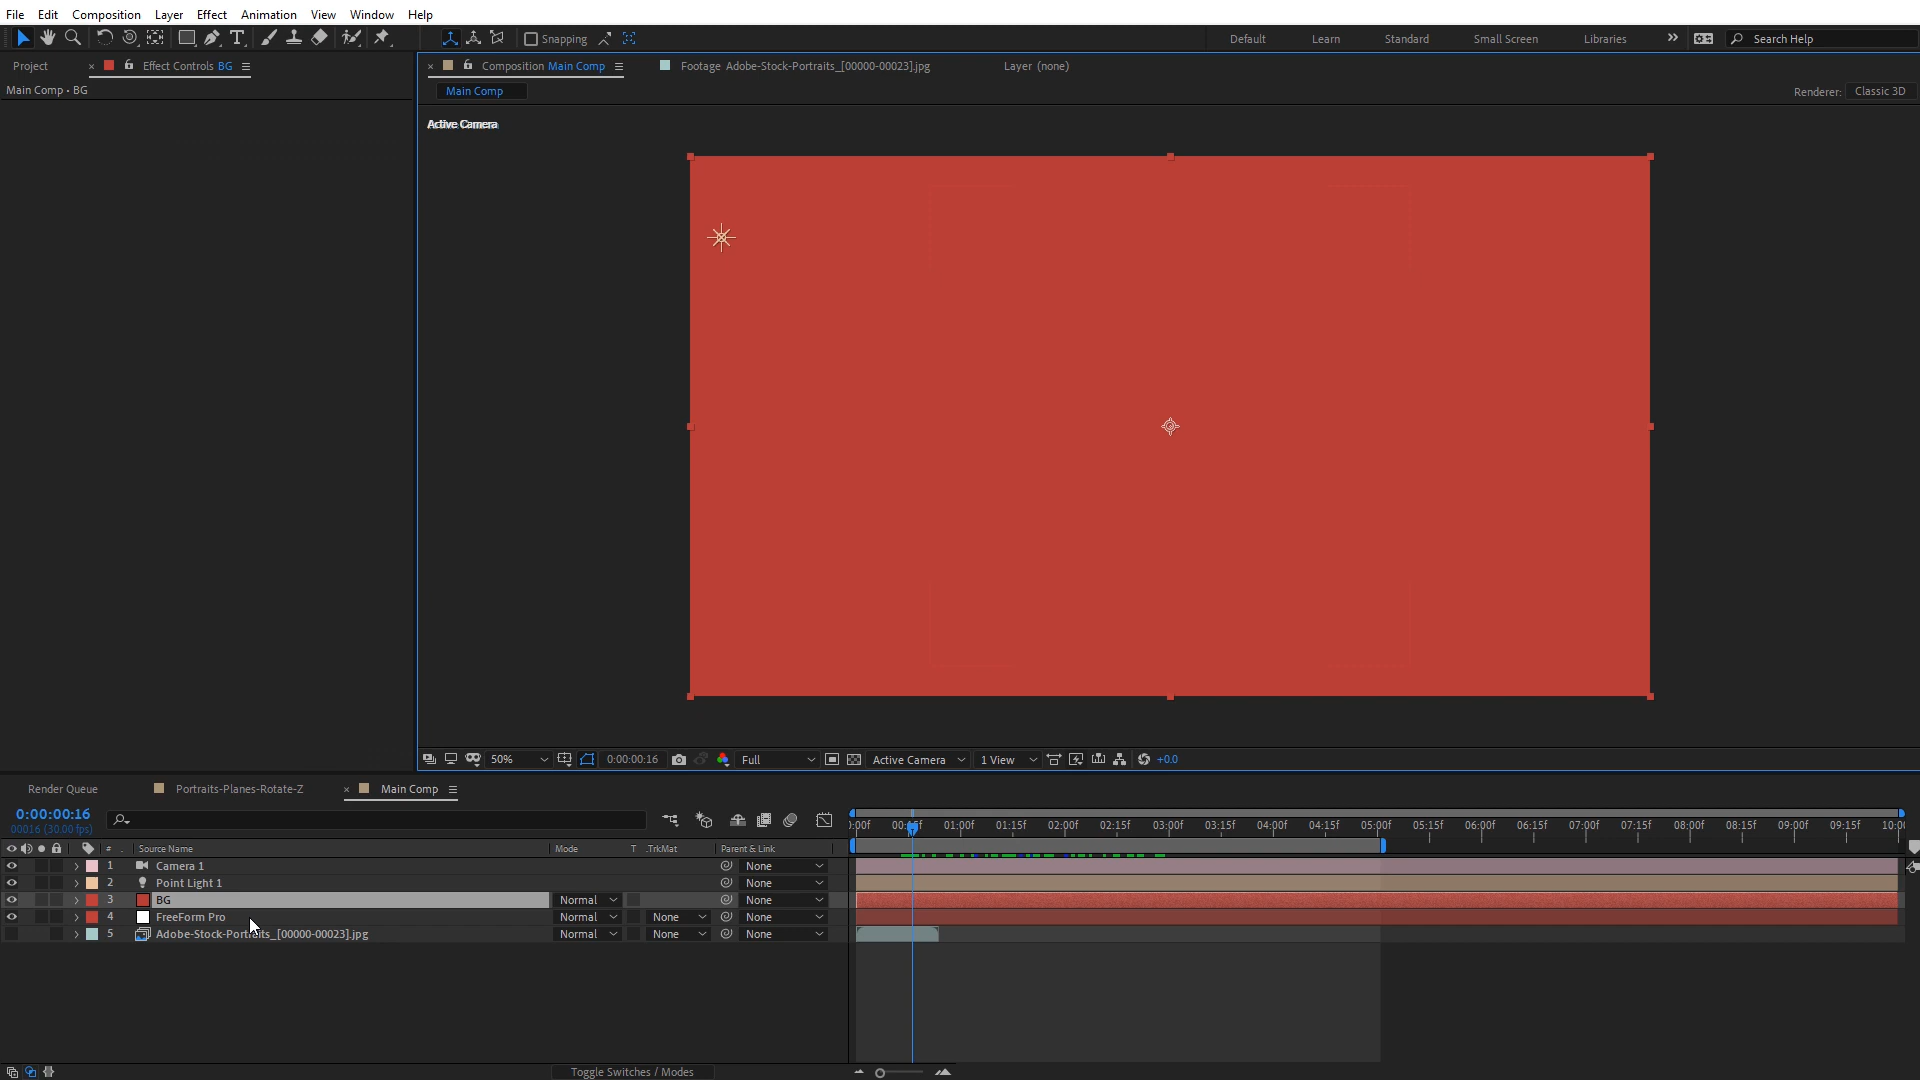 File Edit Composition Layer Effect Animation View Window Help
Snapping
Default Learn Standard Small Screen Libraries Search Help
Project Effect Controls BG
Composition Main Comp Footage Adobe-Stock-Portraits_[00000-00023].jpg Layer (none)
Main Comp • BG
Main Comp
Renderer: Classic 3D
Active Camera
50% 0:00:00:16 Full Active Camera 1 View +0.0
Render Queue Portraits-Planes-Rotate-Z Main Comp
0:00:00:16
00016 (30.00 fps)
01:00f 01:15f 02:00f 02:15f 03:00f 03:15f 04:00f 04:15f 05:00f 05:15f 06:00f 06:15f 07:00f 07:15f 08:00f 08:15f 09:00f 09:15f
# Source Name Mode T .TrkMat Parent & Link
1 Camera 1 None
2 Point Light 1 None
3 BG Normal None
4 FreeForm Pro Normal None None
5 Adobe-Stock-Portraits_[00000-00023].jpg Normal None None
Toggle Switches / Modes